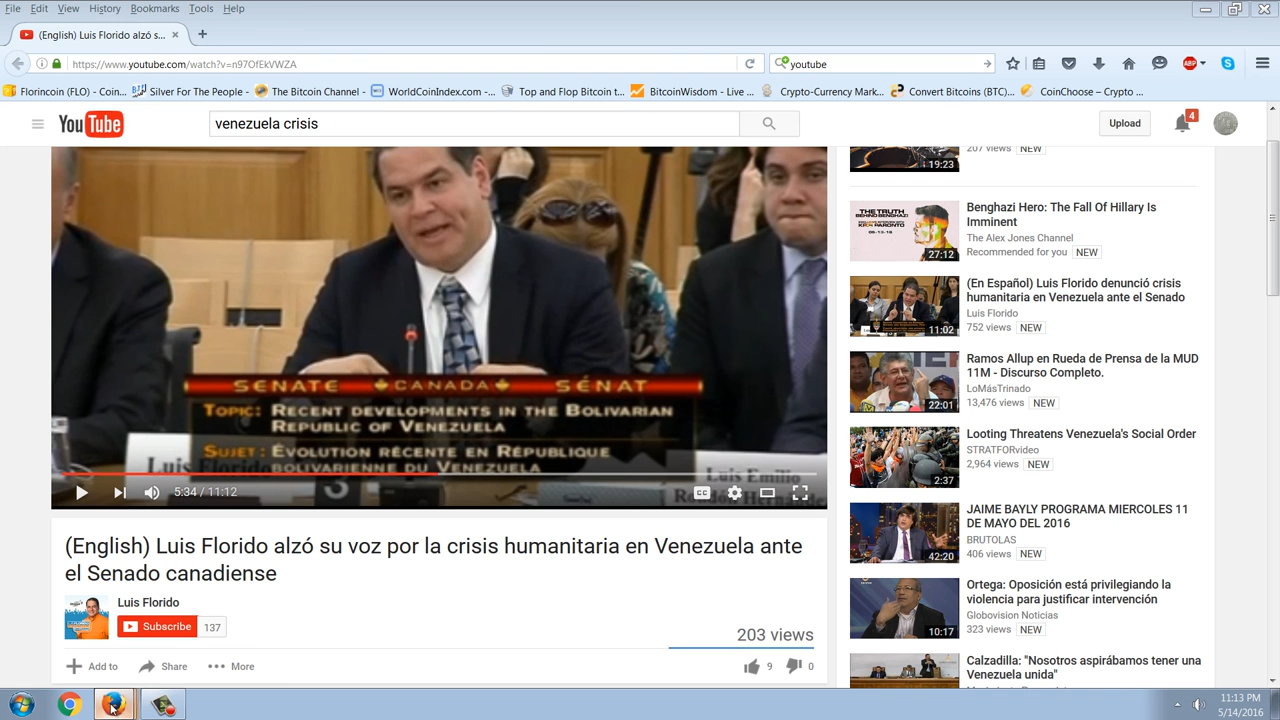 File Edit View History Bookmarks Tools Help
(English) Luis Florido alzó s...
https://www.youtube.com/watch?v=n97OfEkVWZA
youtube
Florincoin (FLO) - Coin...
Silver For The People - ...
The Bitcoin Channel -
WorldCoinIndex.com -...
Top and Flop Bitcoin t...
BitcoinWisdom - Live ...
Crypto-Currency Mark...
Convert Bitcoins (BTC)...
CoinChoose – Crypto ...
YouTube
venezuela crisis
Upload
4
SENATE CANADA SÉNAT
Topic: Recent developments in the Bolivarian
Republic of Venezuela
Sujet: Évolution récente en République
bolivarienne du Venezuela
Luis Emilio
5:34 / 11:12
CC
(English) Luis Florido alzó su voz por la crisis humanitaria en Venezuela ante
el Senado canadiense
Luis Florido
Subscribe 137
203 views
Add to Share More
9 0
207 views NEW
19:23
THE TRUTH
BEHIND BENGHAZI
27:12
Benghazi Hero: The Fall Of Hillary Is
Imminent
The Alex Jones Channel
Recommended for you NEW
11:02
(En Español) Luis Florido denunció crisis
humanitaria en Venezuela ante el Senado
Luis Florido
752 views NEW
22:01
Ramos Allup en Rueda de Prensa de la MUD
11M - Discurso Completo.
LoMásTrinado
13,476 views NEW
2:37
Looting Threatens Venezuela's Social Order
STRATFORvideo
2,964 views NEW
42:20
JAIME BAYLY PROGRAMA MIERCOLES 11
DE MAYO DEL 2016
BRUTOLAS
406 views NEW
10:17
Ortega: Oposición está privilegiando la
violencia para justificar intervención
Globovision Noticias
323 views NEW
Calzadilla: "Nosotros aspirábamos tener una
Venezuela unida"
11:13 PM
5/14/2016